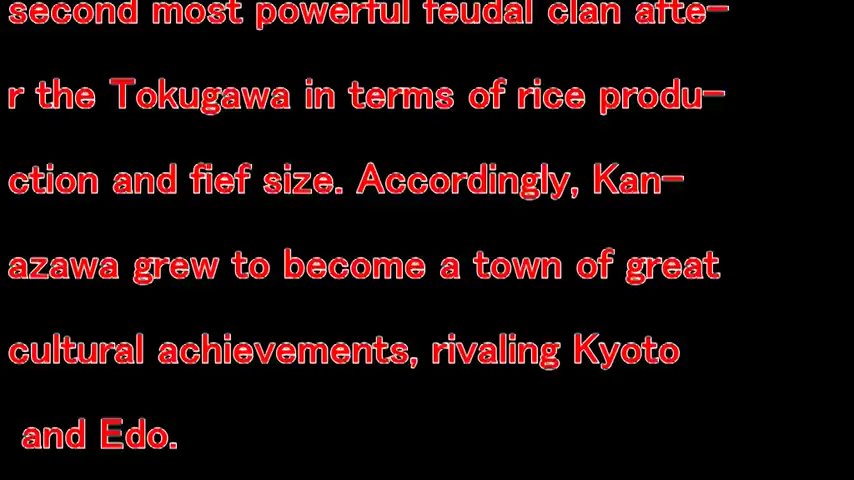 second most powerful feudal clan afte-
r the Tokugawa in terms of rice produ-
ction and fief size. Accordingly, Kan-
azawa grew to become a town of great
cultural achievements, rivaling Kyoto
and Edo.